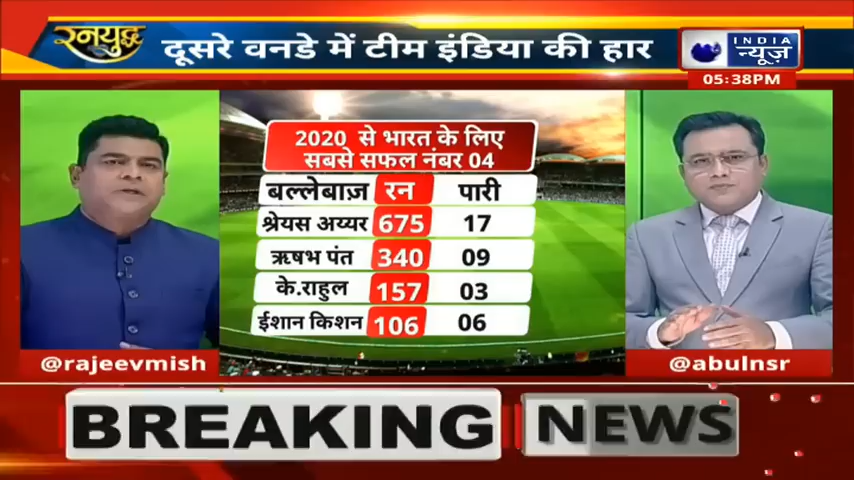 रनयुद्ध
दूसरे वनडे में टीम इंडिया की हार
INDIA
न्यूज़
05:38PM
2020 से भारत के लिए
सबसे सफल नंबर 04
बल्लेबाज़ रन पारी
श्रेयस अय्यर 675 17
ऋषभ पंत 340 09
के.राहुल 157 03
ईशान किशन 106 06
@rajeevmish
@abulnsr
BREAKING NEWS